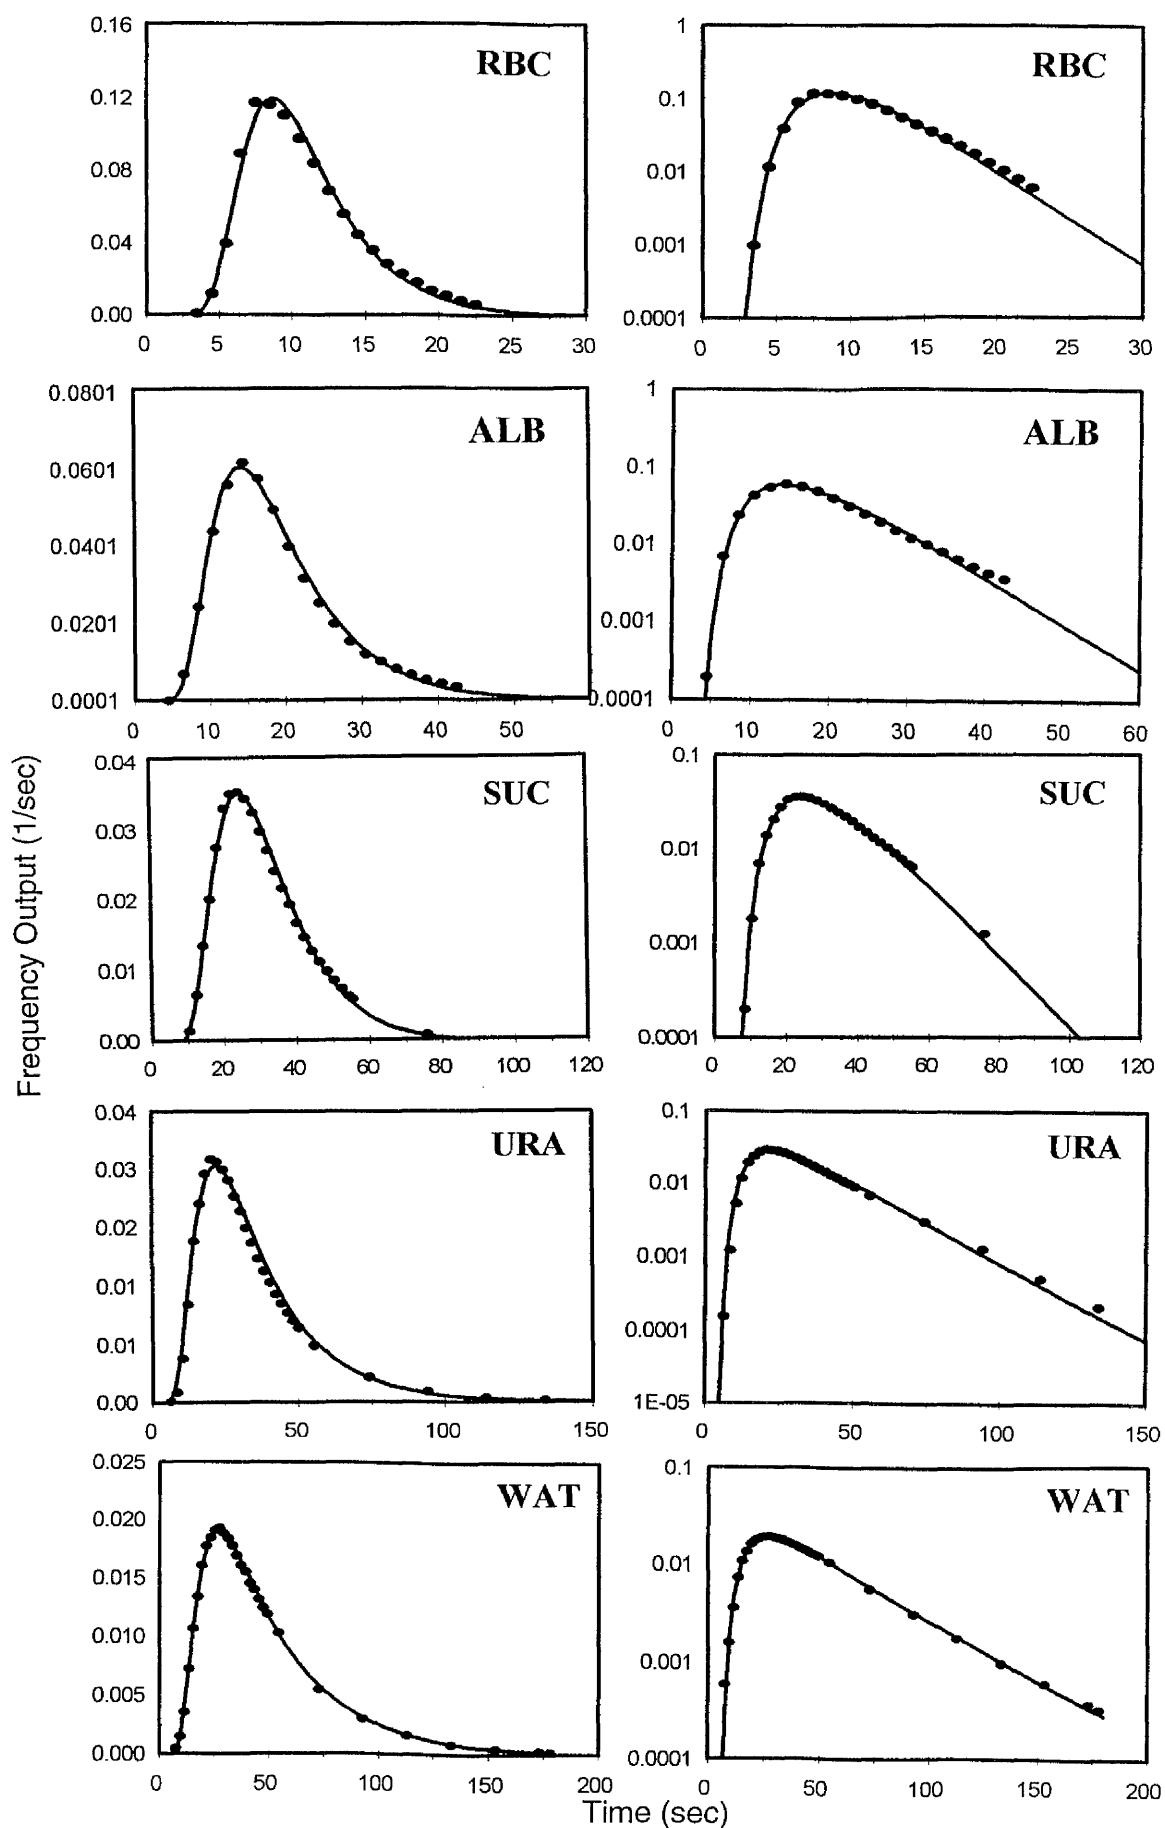 0.16
RBC
0.12
0.08
0.04
0.00
0 5 10 15 20 25 30
1
RBC
0.1
0.01
0.001
0.0001
0 5 10 15 20 25 30
0.0801
ALB
0.0601
0.0401
0.0201
0.0001
0 10 20 30 40 50
1
ALB
0.1
0.01
0.001
0.0001
0 10 20 30 40 50 60
Frequency Output (1/sec)
0.04
SUC
0.03
0.02
0.01
0.00
0 20 40 60 80 100 120
0.1
SUC
0.01
0.001
0.0001
0 20 40 60 80 100 120
0.04
URA
0.03
0.02
0.01
0.01
0.00
0 50 100 150
0.1
URA
0.01
0.001
0.0001
1E-05
0 50 100 150
0.025
WAT
0.020
0.015
0.010
0.005
0.000
0 50 100 150 200
0.1
WAT
0.01
0.001
0.0001
0 50 100 150 200
Time (sec)